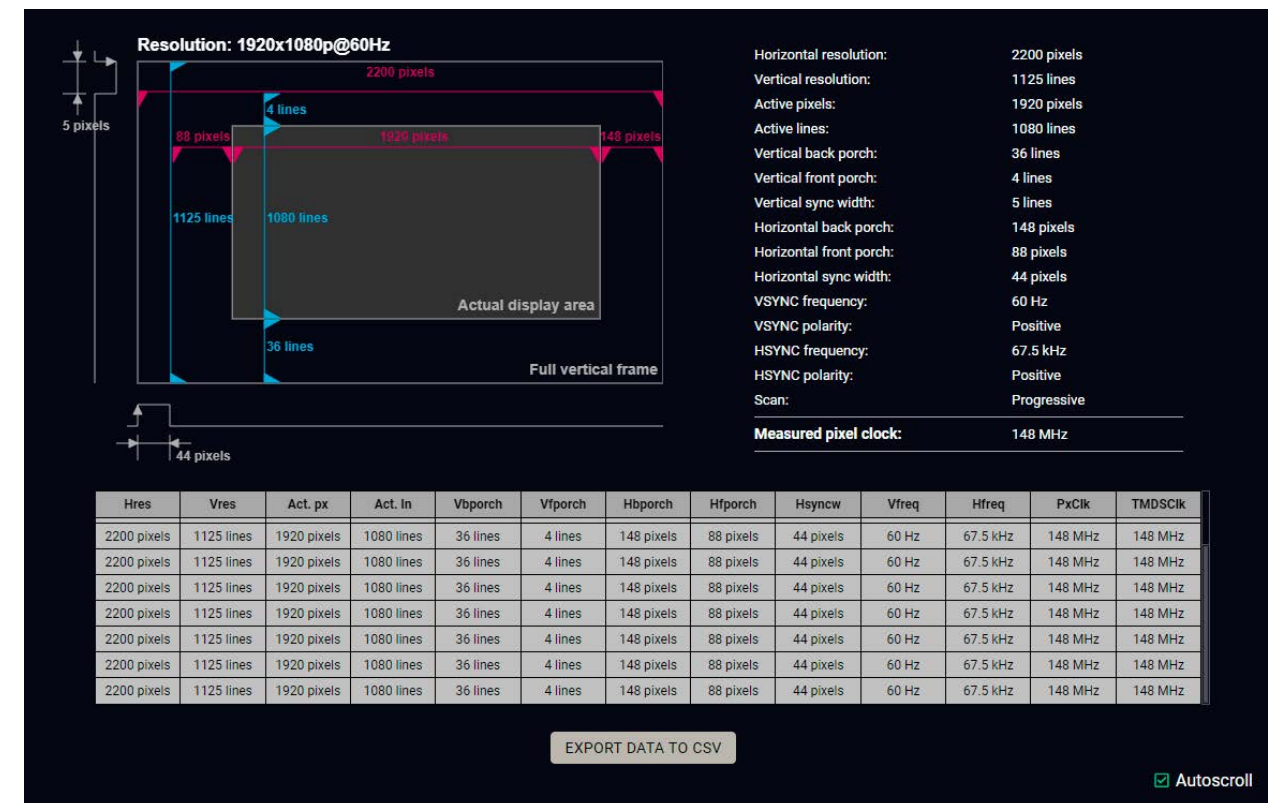 Resolution: 1920x1080p@60Hz
2200 pixels
4 lines
5 pixels
88 pixels
1920 pixels
148 pixels
1125 lines
1080 lines
Actual display area
36 lines
Full vertical frame
44 pixels
Horizontal resolution: 2200 pixels
Vertical resolution: 1125 lines
Active pixels: 1920 pixels
Active lines: 1080 lines
Vertical back porch: 36 lines
Vertical front porch: 4 lines
Vertical sync width: 5 lines
Horizontal back porch: 148 pixels
Horizontal front porch: 88 pixels
Horizontal sync width: 44 pixels
VSYNC frequency: 60 Hz
VSYNC polarity: Positive
HSYNC frequency: 67.5 kHz
HSYNC polarity: Positive
Scan: Progressive
Measured pixel clock: 148 MHz
Hres Vres Act. px Act. ln Vbporch Vfporch Hbporch Hfporch Hsyncw Vfreq Hfreq PxClk TMDSClk
2200 pixels 1125 lines 1920 pixels 1080 lines 36 lines 4 lines 148 pixels 88 pixels 44 pixels 60 Hz 67.5 kHz 148 MHz 148 MHz
2200 pixels 1125 lines 1920 pixels 1080 lines 36 lines 4 lines 148 pixels 88 pixels 44 pixels 60 Hz 67.5 kHz 148 MHz 148 MHz
2200 pixels 1125 lines 1920 pixels 1080 lines 36 lines 4 lines 148 pixels 88 pixels 44 pixels 60 Hz 67.5 kHz 148 MHz 148 MHz
2200 pixels 1125 lines 1920 pixels 1080 lines 36 lines 4 lines 148 pixels 88 pixels 44 pixels 60 Hz 67.5 kHz 148 MHz 148 MHz
2200 pixels 1125 lines 1920 pixels 1080 lines 36 lines 4 lines 148 pixels 88 pixels 44 pixels 60 Hz 67.5 kHz 148 MHz 148 MHz
2200 pixels 1125 lines 1920 pixels 1080 lines 36 lines 4 lines 148 pixels 88 pixels 44 pixels 60 Hz 67.5 kHz 148 MHz 148 MHz
2200 pixels 1125 lines 1920 pixels 1080 lines 36 lines 4 lines 148 pixels 88 pixels 44 pixels 60 Hz 67.5 kHz 148 MHz 148 MHz
EXPORT DATA TO CSV
Autoscroll